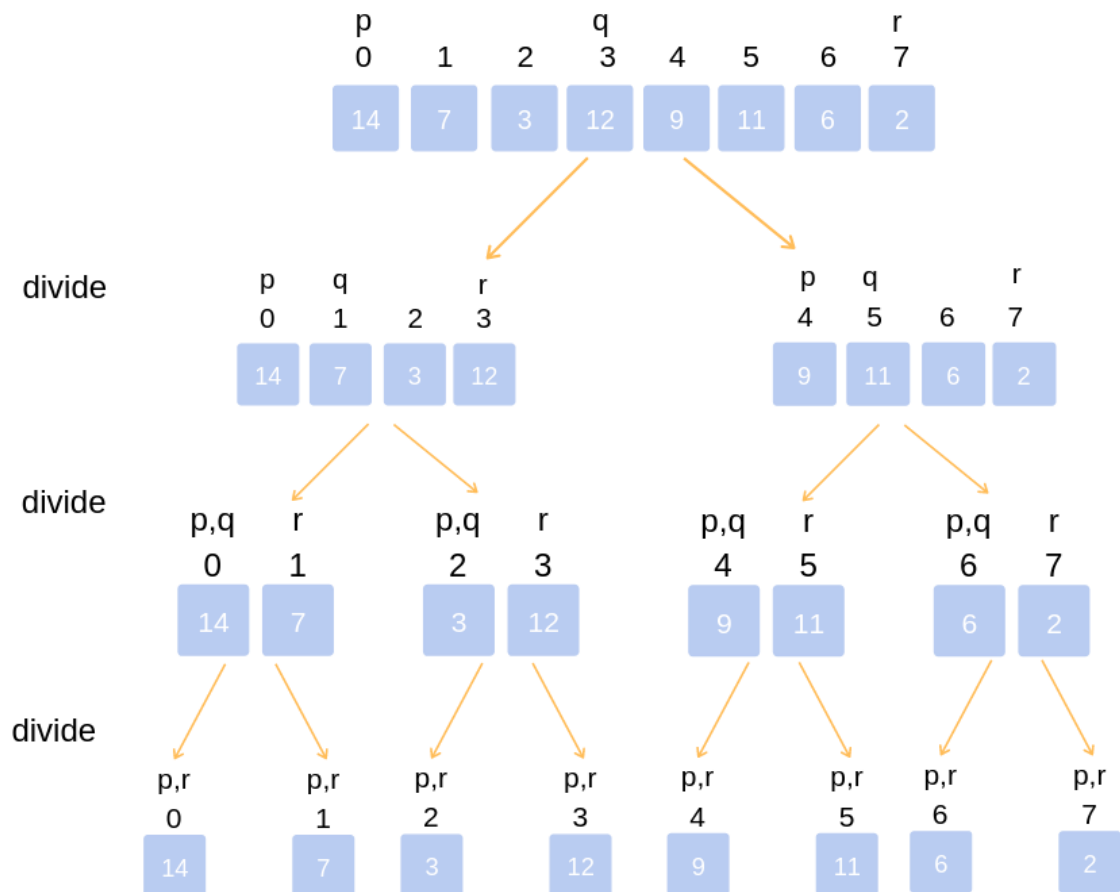 p q r
0 1 2 3 4 5 6 7
14 7 3 12 9 11 6 2
divide
p q r p q r
0 1 2 3 4 5 6 7
14 7 3 12 9 11 6 2
divide
p,q r p,q r p,q r p,q r
0 1 2 3 4 5 6 7
14 7 3 12 9 11 6 2
divide
p,r p,r p,r p,r p,r p,r p,r p,r
0 1 2 3 4 5 6 7
14 7 3 12 9 11 6 2